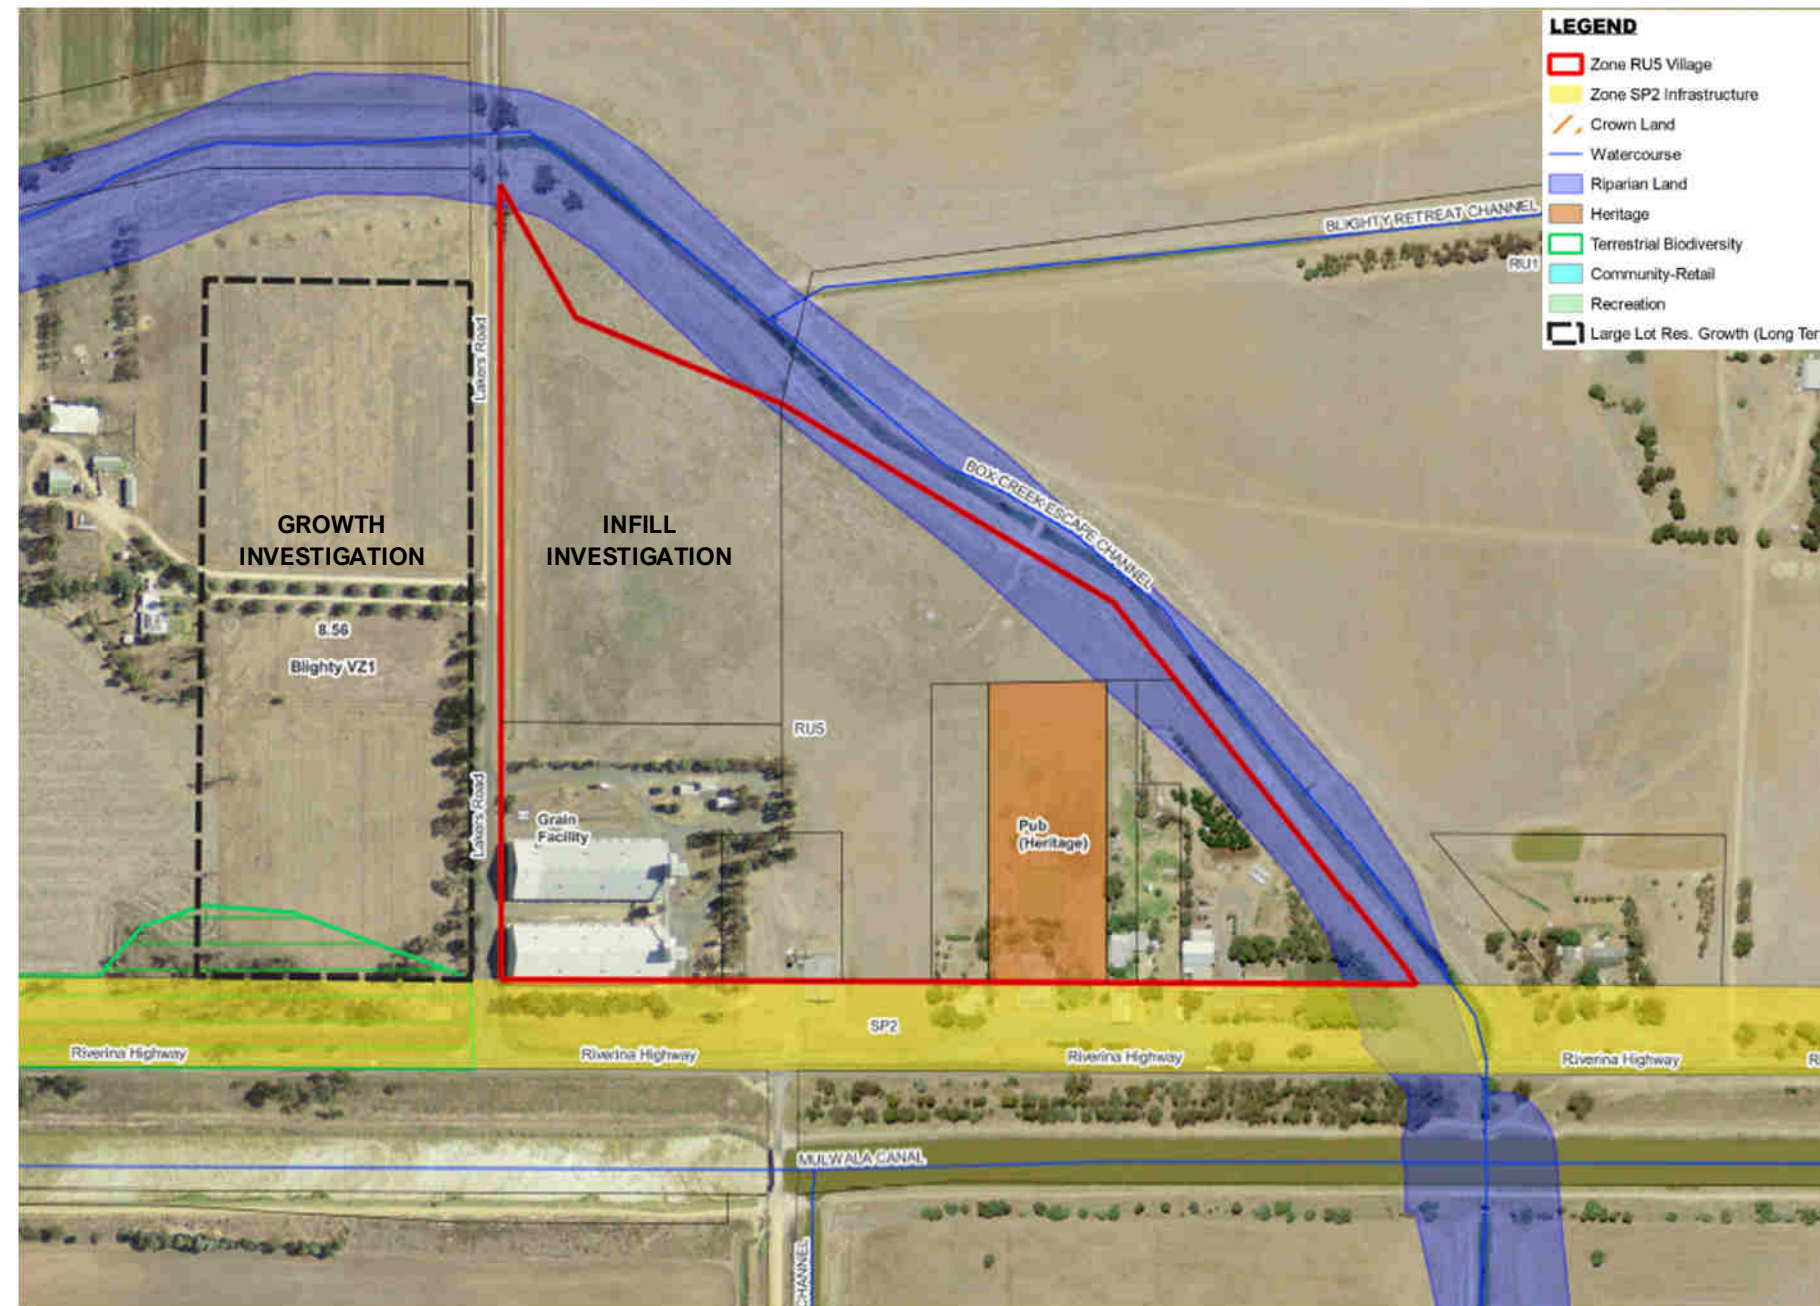 LEGEND
Zone RU5 Village
Zone SP2 Infrastructure
Crown Land
Watercourse
Riparian Land
Heritage
Terrestrial Biodiversity
Community-Retail
Recreation
Large Lot Res. Growth (Long Ter
BLIGHTY RETREAT CHANNEL
RU1
Lakers Road
BOX CREEK ESCAPE CHANNEL
GROWTH
INVESTIGATION
INFILL
INVESTIGATION
8.56
Blighty VZ1
RU5
Lakers Road
Grain
Facility
Pub
(Heritage)
SP2
Riverina Highway
Riverina Highway
Riverina Highway
Riverina Highway
R
MULWALA CANAL
CHANNEL